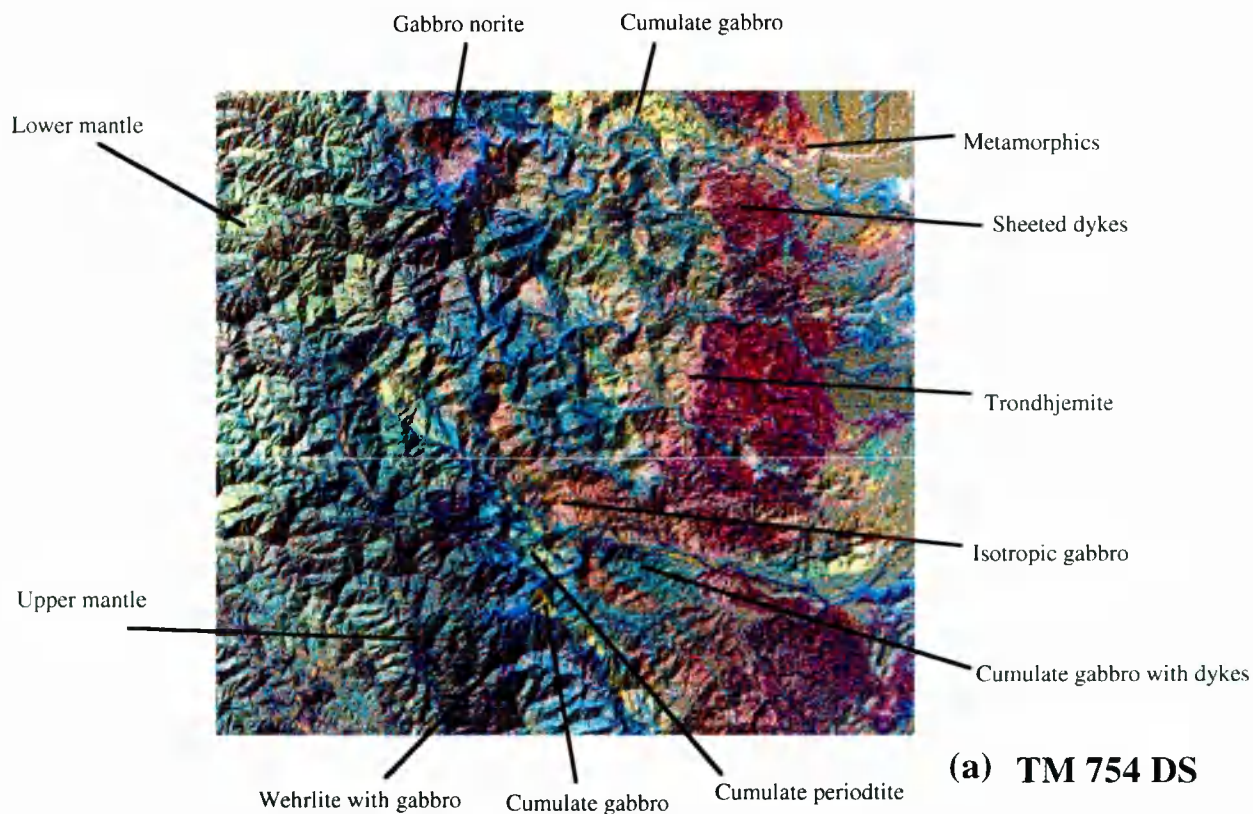 Gabbro norite
Cumulate gabbro
Lower mantle
Metamorphics
Sheeted dykes
Trondhjemite
Isotropic gabbro
Upper mantle
Cumulate gabbro with dykes
Wehrlite with gabbro
Cumulate gabbro
Cumulate periodtite
(a) TM 754 DS